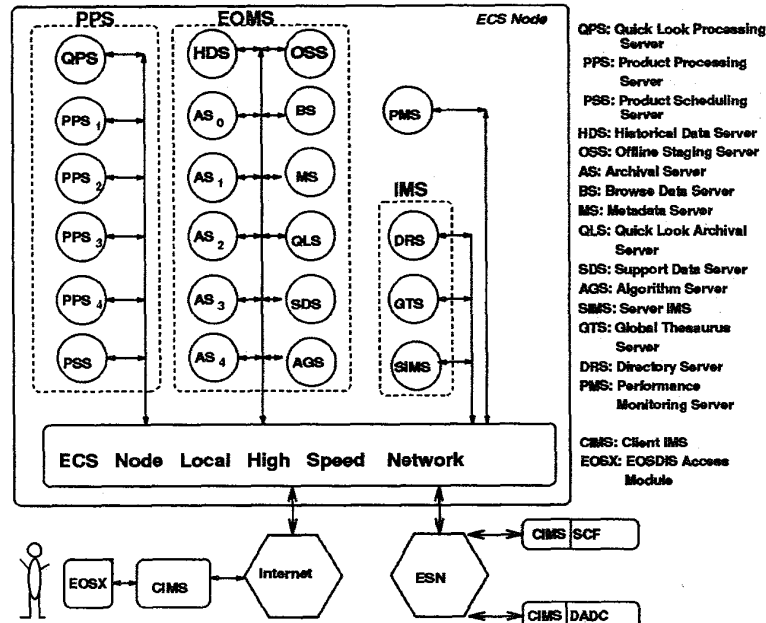 PPS
EOMS
ECS Node
QPS
PPS 1
PPS 2
PPS 3
PPS 4
PSS
HDS
OSS
AS 0
BS
AS 1
MS
AS 2
QLS
AS 3
SDS
AS 4
AGS
PMS
IMS
DRS
GTS
SIMS
ECS Node Local High Speed Network
EOSX
CIMS
Internet
ESN
CIMS SCF
CIMS DADC
QPS: Quick Look Processing
Server
PPS: Product Processing
Server
PSS: Product Scheduling
Server
HDS: Historical Data Server
OSS: Offline Staging Server
AS: Archival Server
BS: Browse Data Server
MS: Metadata Server
QLS: Quick Look Archival
Server
SDS: Support Data Server
AGS: Algorithm Server
SIMS: Server IMS
GTS: Global Thesaurus
Server
DRS: Directory Server
PMS: Performance
Monitoring Server
CIMS: Client IMS
EOSX: EOSDIS Access
Module